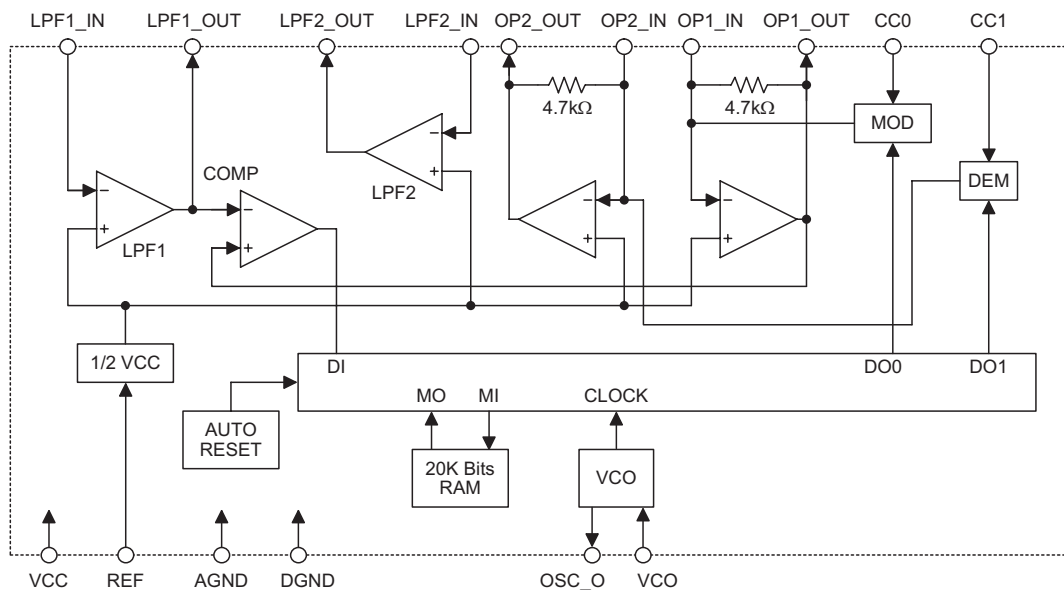 LPF1_IN LPF1_OUT LPF2_OUT LPF2_IN OP2_OUT OP2_IN OP1_IN OP1_OUT CC0 CC1
4.7kΩ 4.7kΩ
MOD
COMP
-
+
LPF2
DEM
-
+
LPF1
-
+
-
+
-
+
1/2 VCC
DI DO0 DO1
MO MI CLOCK
AUTO
RESET
20K Bits
RAM
VCO
VCC REF AGND DGND OSC_O VCO